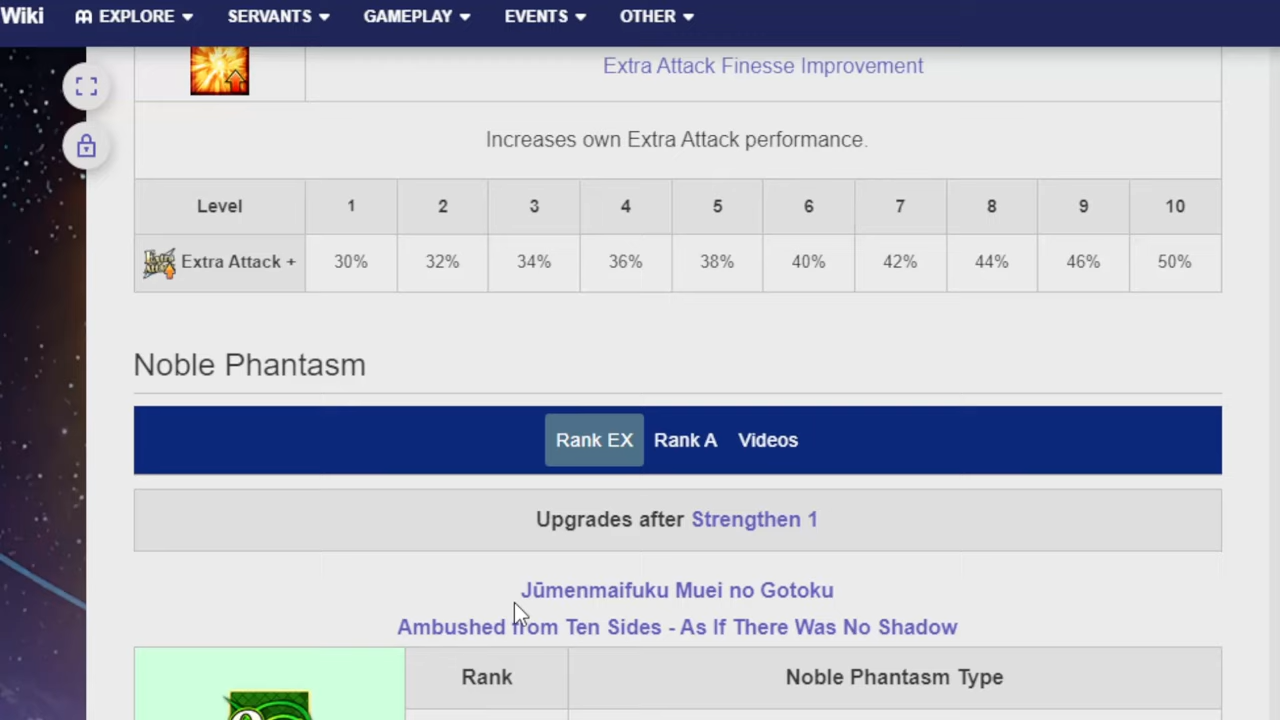 Wiki EXPLORE SERVANTS GAMEPLAY EVENTS OTHER
Extra Attack Finesse Improvement
Increases own Extra Attack performance.
Level 1 2 3 4 5 6 7 8 9 10
Extra Attack + 30% 32% 34% 36% 38% 40% 42% 44% 46% 50%
Noble Phantasm
Rank EX Rank A Videos
Upgrades after Strengthen 1
Jūmenmaifuku Muei no Gotoku
Ambushed from Ten Sides - As If There Was No Shadow
Rank Noble Phantasm Type